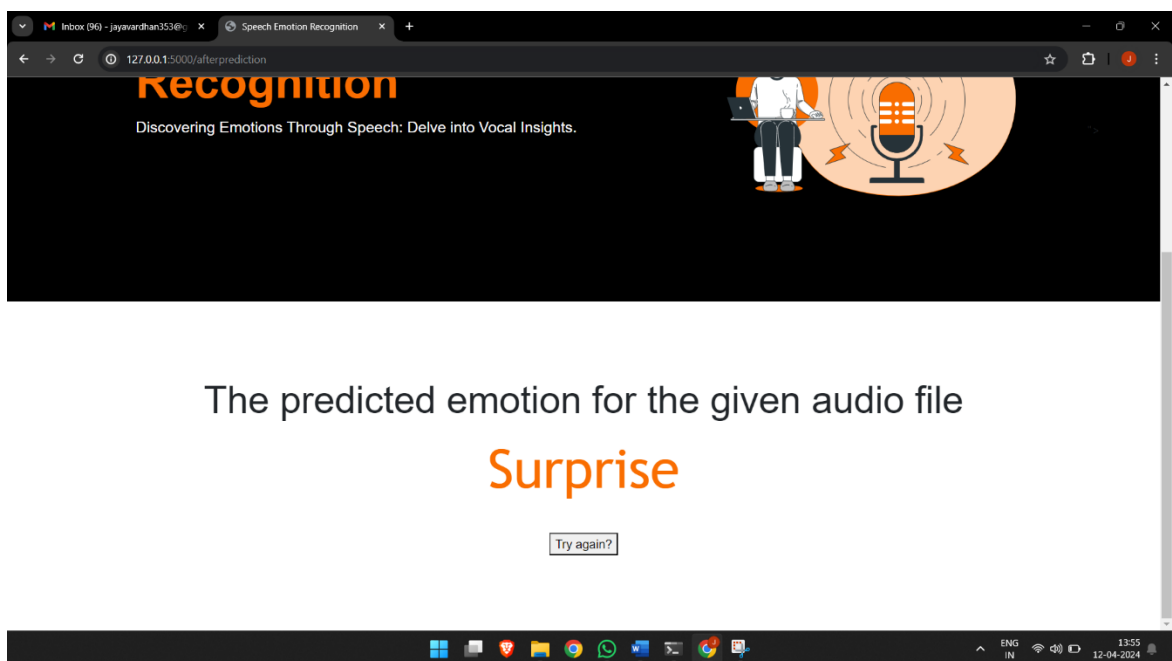 Inbox (96) - jayavardhan353@g
Speech Emotion Recognition
127.0.0.1:5000/afterprediction
J
Recognition
Discovering Emotions Through Speech: Delve into Vocal Insights.
The predicted emotion for the given audio file
Surprise
Try again?
ENG
IN
13:55
12-04-2024